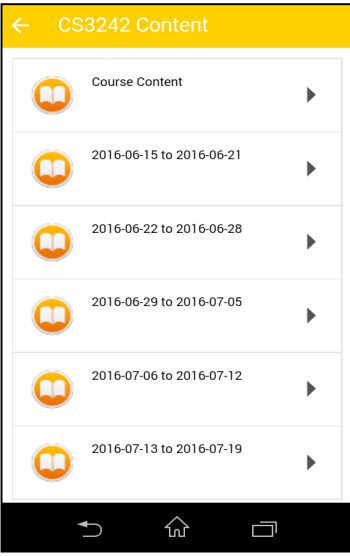 CS3242 Content
Course Content
2016-06-15 to 2016-06-21
2016-06-22 to 2016-06-28
2016-06-29 to 2016-07-05
2016-07-06 to 2016-07-12
2016-07-13 to 2016-07-19